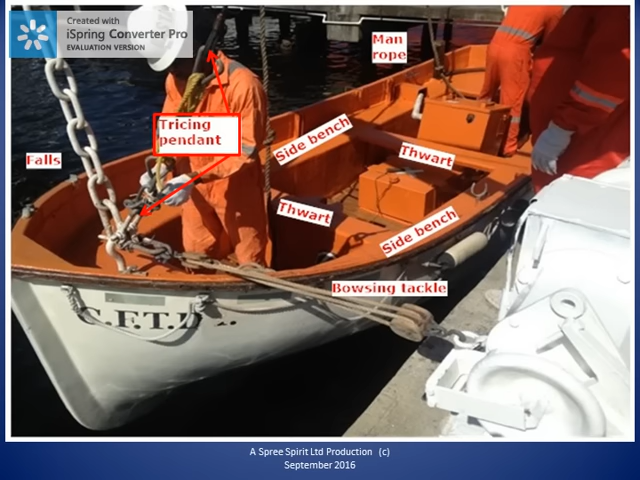 Created with
iSpring Converter Pro
EVALUATION VERSION
Man
rope
Tricing
pendant
Side bench
Thwart
Falls
Thwart
Side bench
Bowsing tackle
A Spree Spirit Ltd Production (c)
September 2016